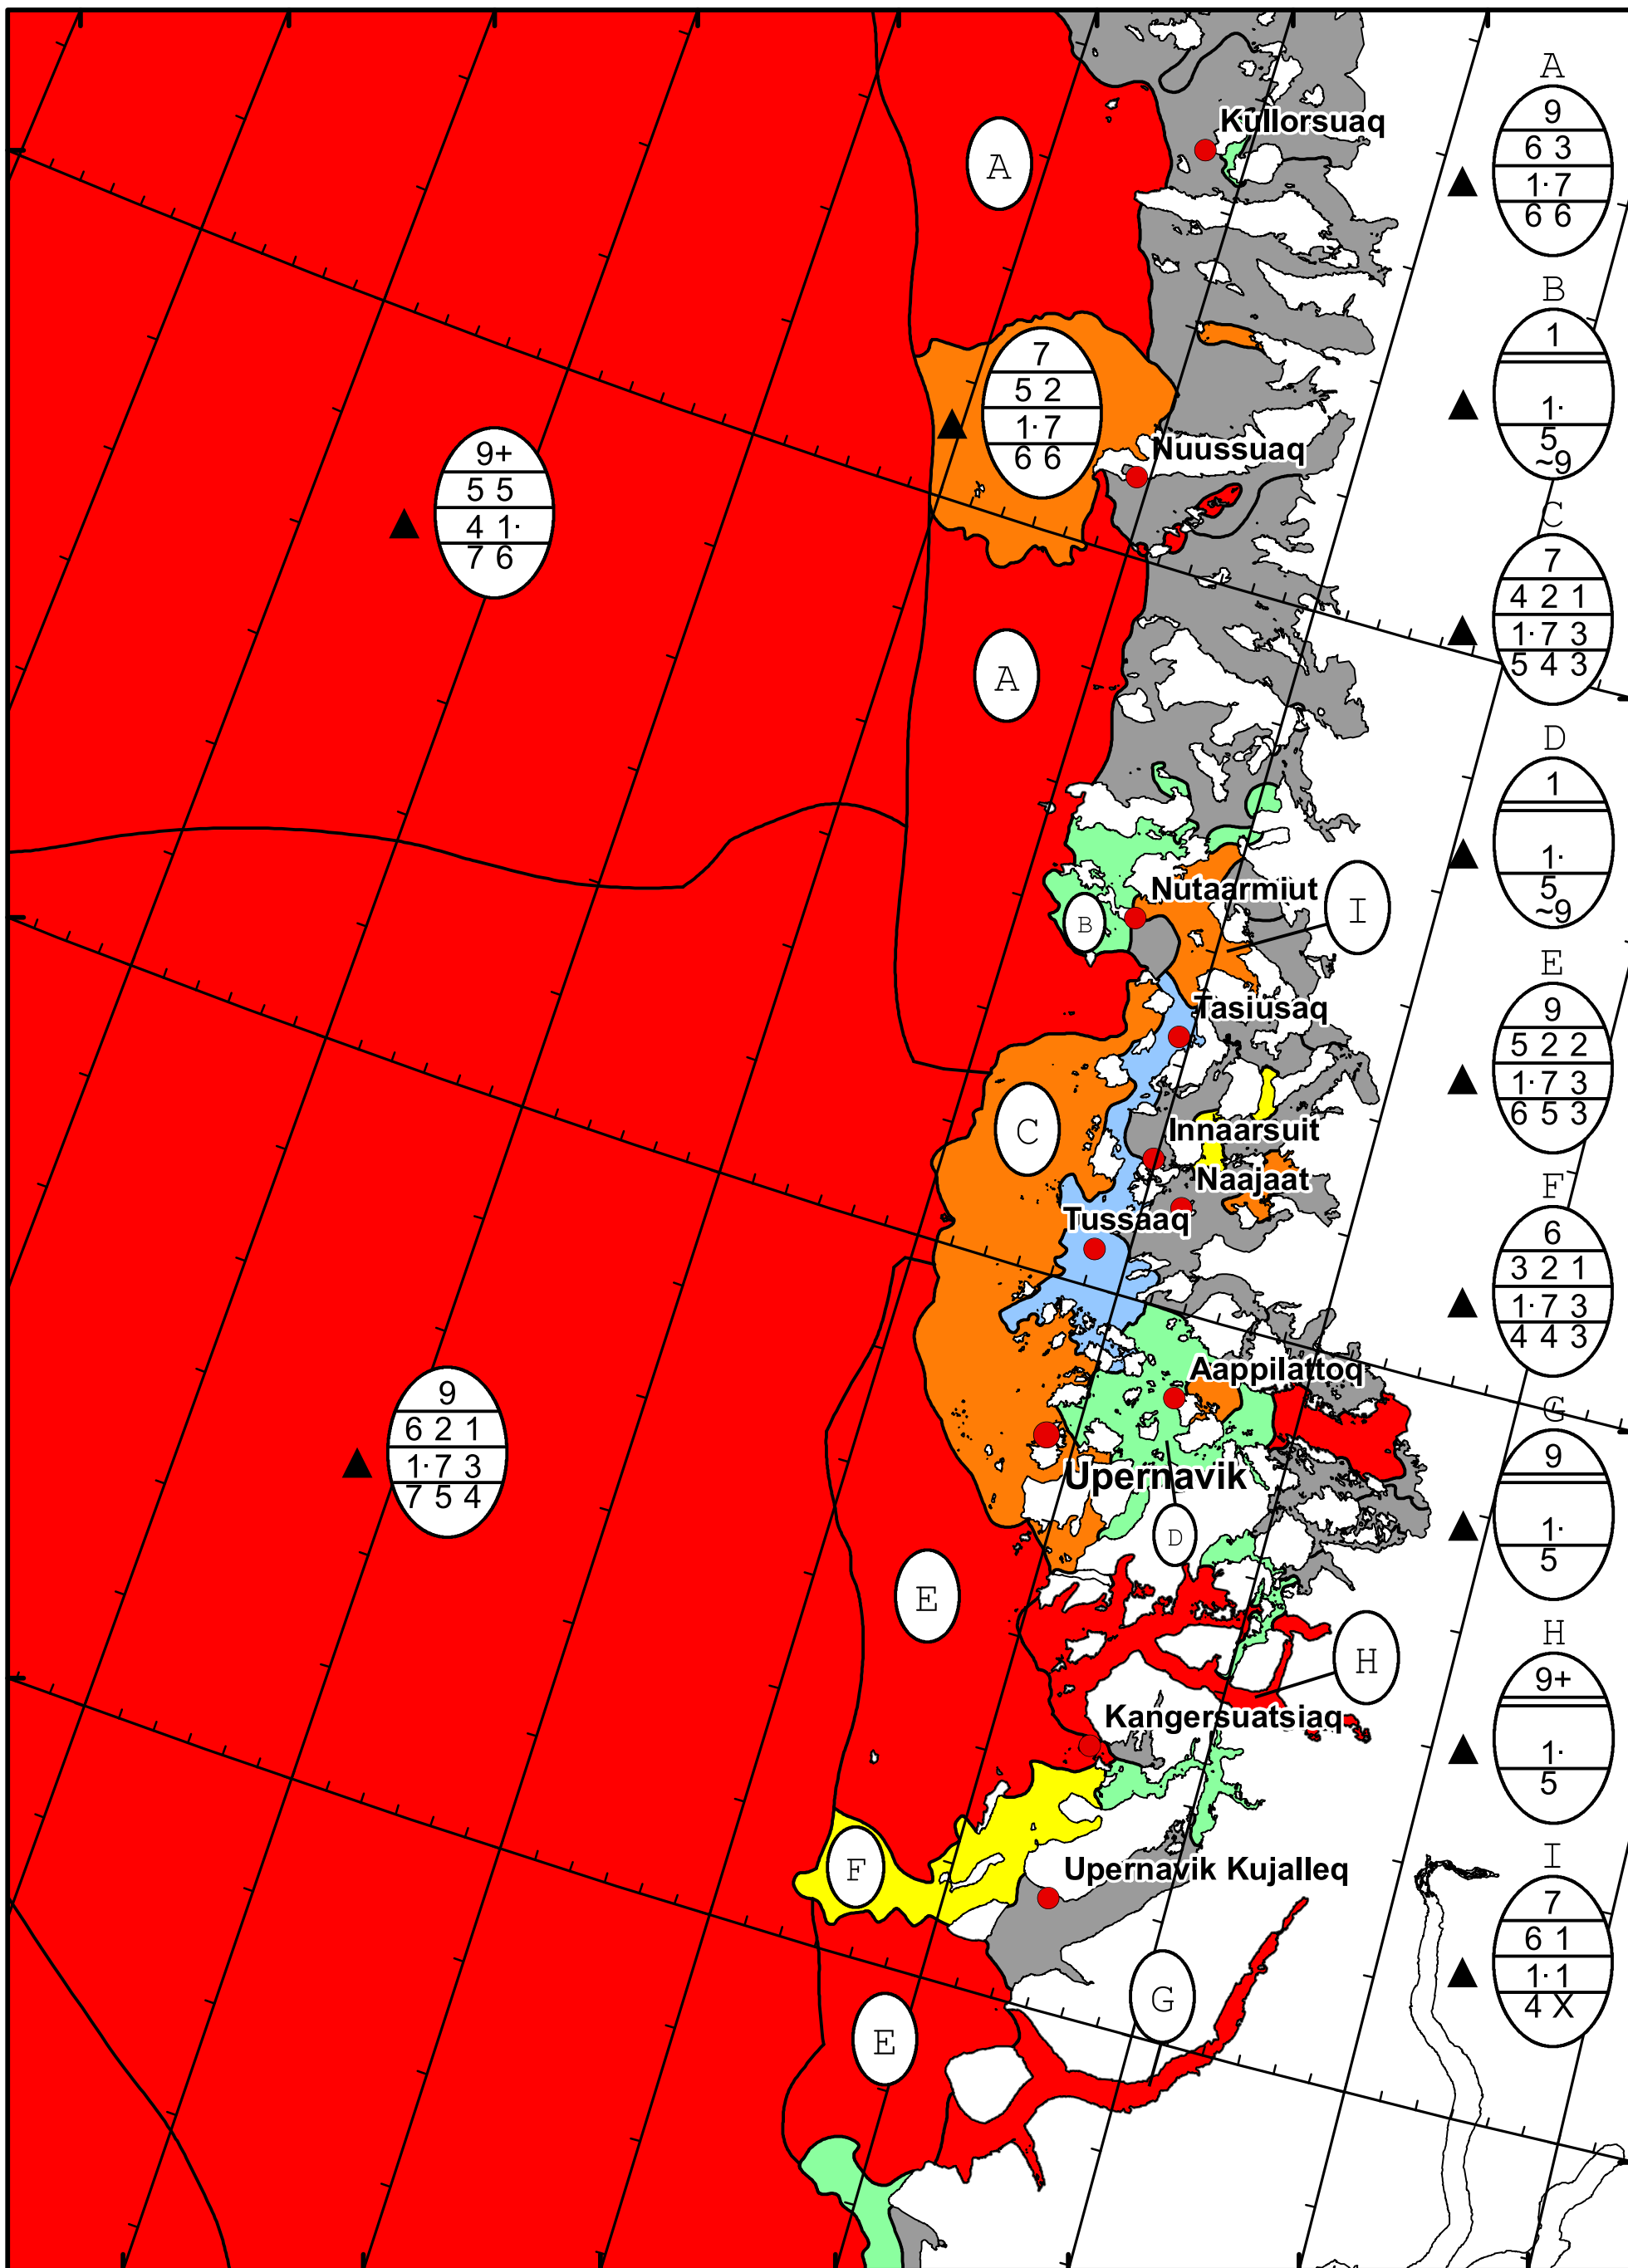 Kullorsuaq
A
7
5 2
1· 7
6 6
Nuussuaq
9+
5 5
4 1·
7 6
A
Nutaarmiut
B
I
Tasiusaq
C
Innaarsuit
Naajaat
Tussaaq
Aappilattoq
9
6 2 1
1· 7 3
7 5 4
Upernavik
D
E
H
Kangersuatsiaq
F
Upernavik Kujalleq
G
E
A
9
6 3
1· 7
6 6
B
1
1·
5
~9
C
7
4 2 1
1· 7 3
5 4 3
D
1
1·
5
~9
E
9
5 2 2
1· 7 3
6 5 3
F
6
3 2 1
1· 7 3
4 4 3
G
9
1·
5
H
9+
1·
5
I
7
6 1
1· 1
4 X